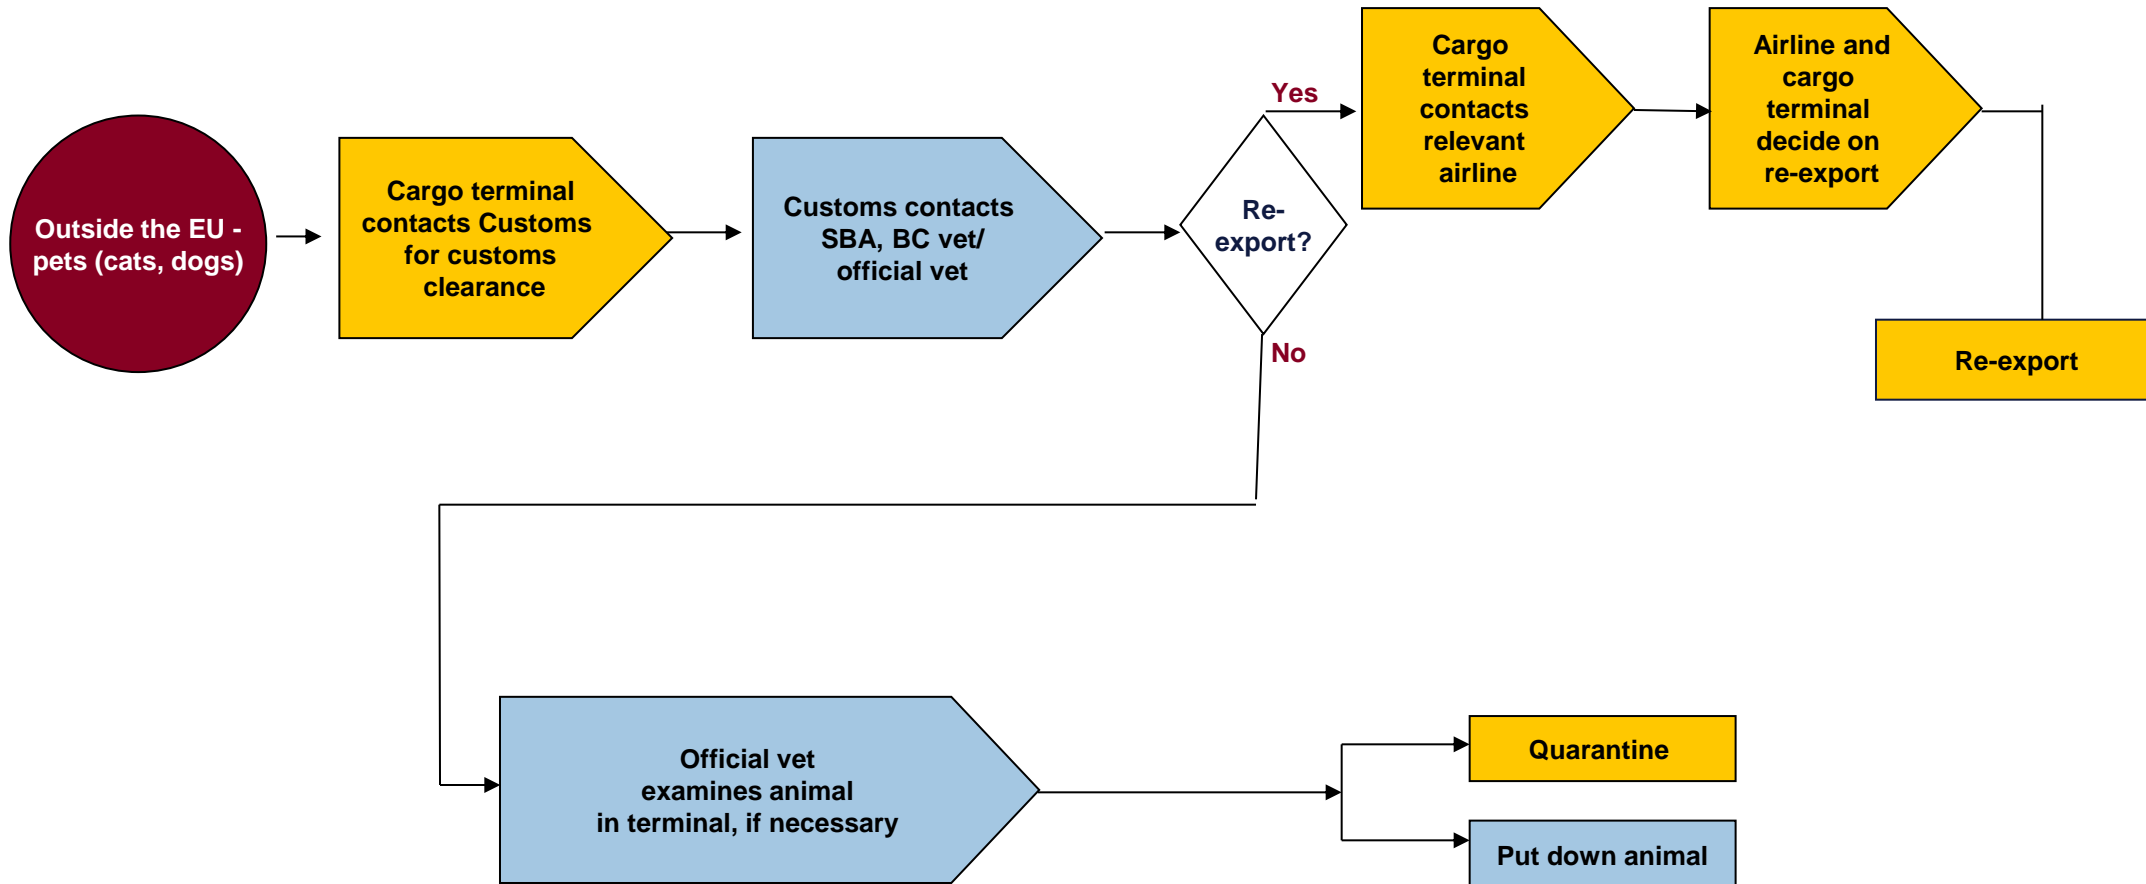 Outside the EU -
pets (cats, dogs)
Cargo terminal
contacts Customs
for customs
clearance
Customs contacts
SBA, BC vet/
official vet
Re-
export?
Yes
Cargo
terminal
contacts
relevant
airline
Airline and
cargo
terminal
decide on
re-export
Re-export
No
Official vet
examines animal
in terminal, if necessary
Quarantine
Put down animal